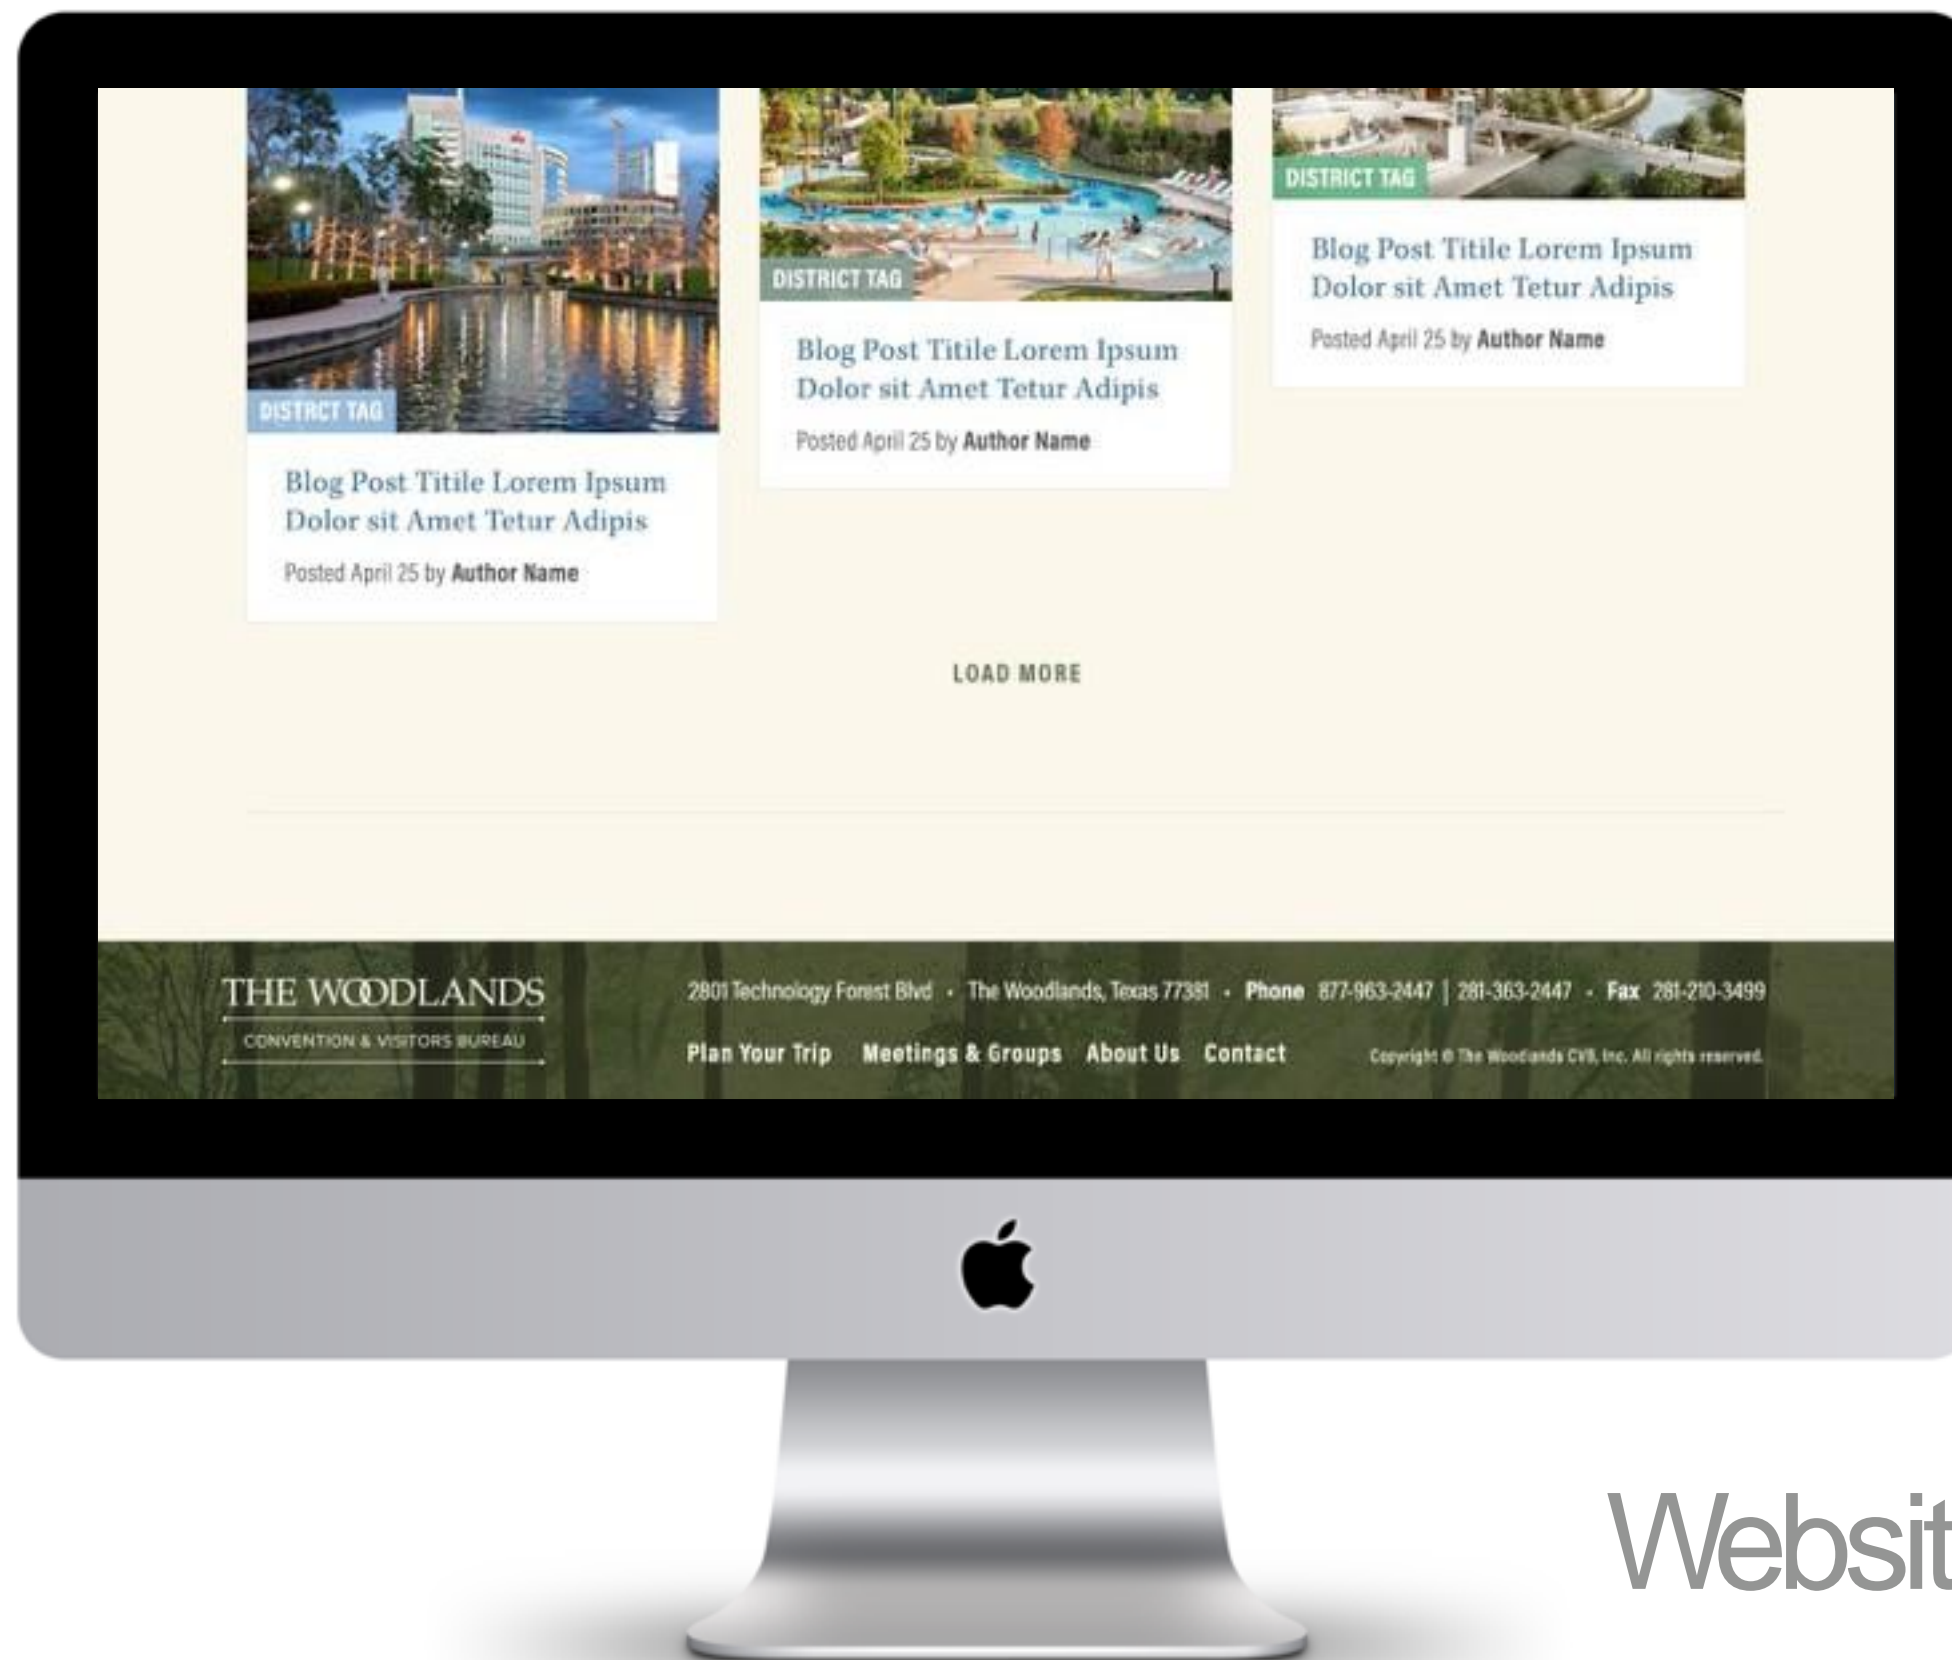 DISTRCT TAG
Blog Post Titile Lorem Ipsum
Dolor sit Amet Tetur Adipis
Posted April 25 by Author Name
DISTRICT TAG
Blog Post Titile Lorem Ipsum
Dolor sit Amet Tetur Adipis
Posted April 25 by Author Name
DISTRICT TAG
Blog Post Titile Lorem Ipsum
Dolor sit Amet Tetur Adipis
Posted April 25 by Author Name
LOAD MORE
THE WOODLANDS
CONVENTION & VISITORS BUREAU
2801 Technology Forest Blvd • The Woodlands, Texas 77381 • Phone 877-963-2447 | 281-363-2447 • Fax 281-210-3499
Plan Your Trip Meetings & Groups About Us Contact
Copyright © The Woodlands CVB, Inc. All rights reserved.
Websit